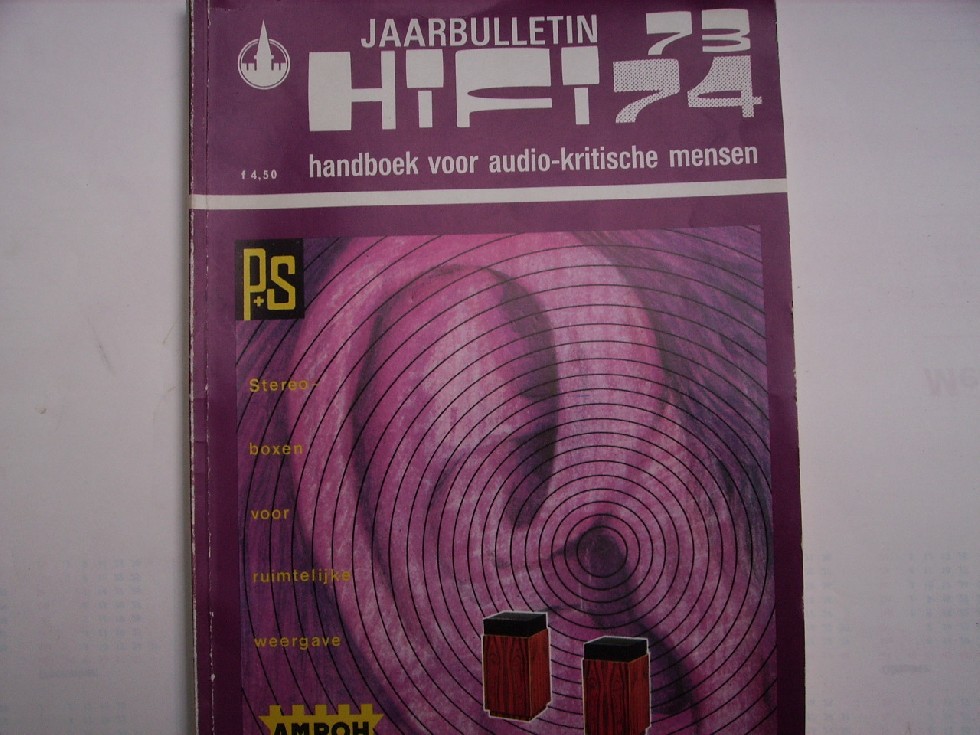 JAARBULLETIN
HiFi 73
74
handboek voor audio-kritische mensen
f 4,50
P+S
Stereo-
boxen
voor
ruimtelijke
weergave
AMROH